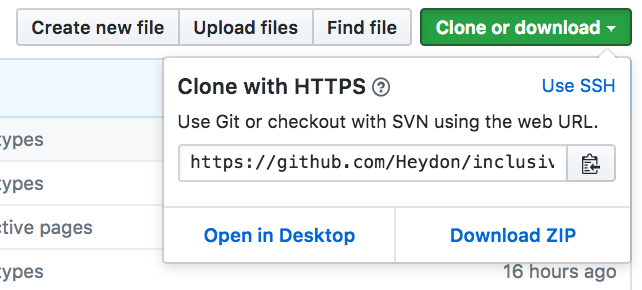 Create new file Upload files Find file Clone or download
Clone with HTTPS Use SSH
Use Git or checkout with SVN using the web URL.
types
https://github.com/Heydon/inclusiv
types
ctive pages
Open in Desktop Download ZIP
types 16 hours ago